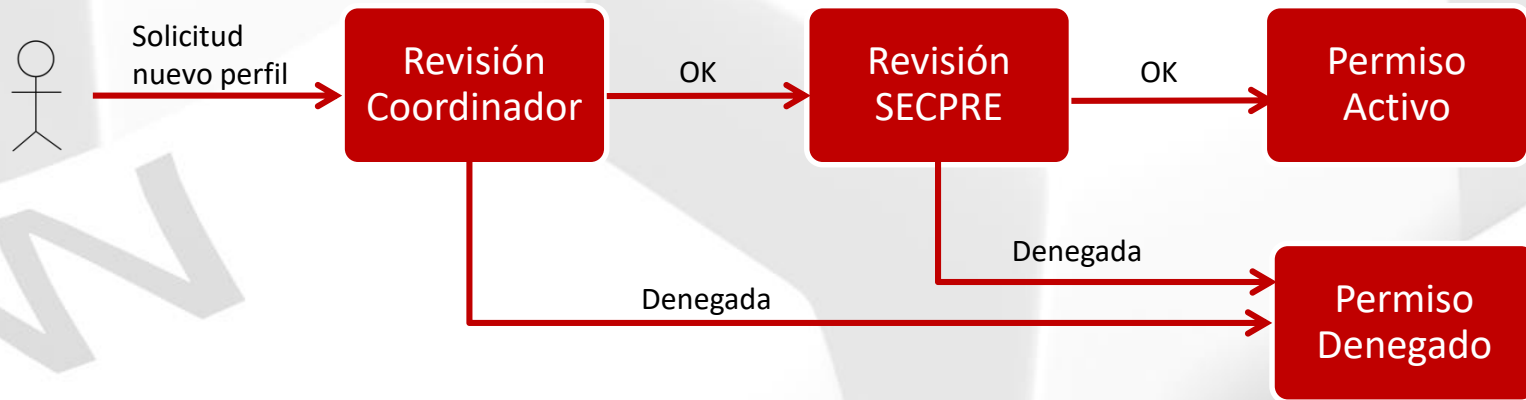 Solicitud
nuevo perfil
Revisión
Coordinador
OK
Revisión
SECPRE
OK
Permiso
Activo
Denegada
Denegada
Permiso
Denegado